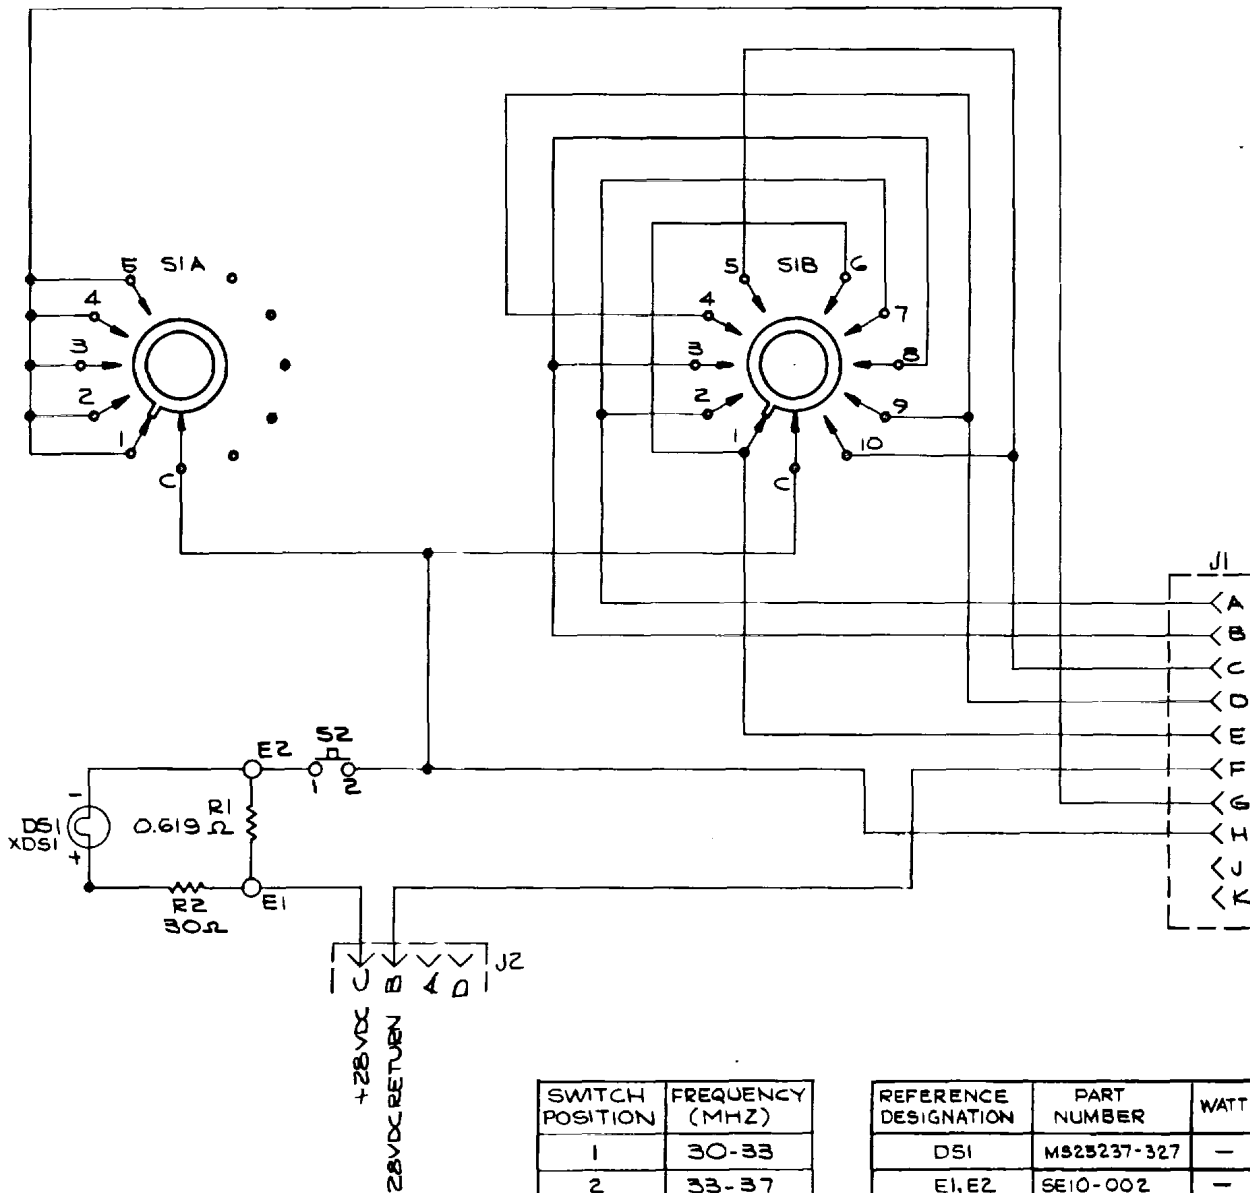 5 S1A
4
3
2
1
C
5 S1B 6
4 7
3 8
2 9
1 10
C
J1
A
B
C
D
E
F
G
H
J
K
E2 S2
1 2
-
DS1
XDS1
+
R1
0.619 Ω
R2
30Ω
E1
C B A D J2
+28VDC
28VDC RETURN
SWITCH POSITION FREQUENCY (MHZ)
1 30-33
2 33-37
REFERENCE DESIGNATION PART NUMBER WATT
DS1 MS25237-327 —
E1,E2 SE10-002 —